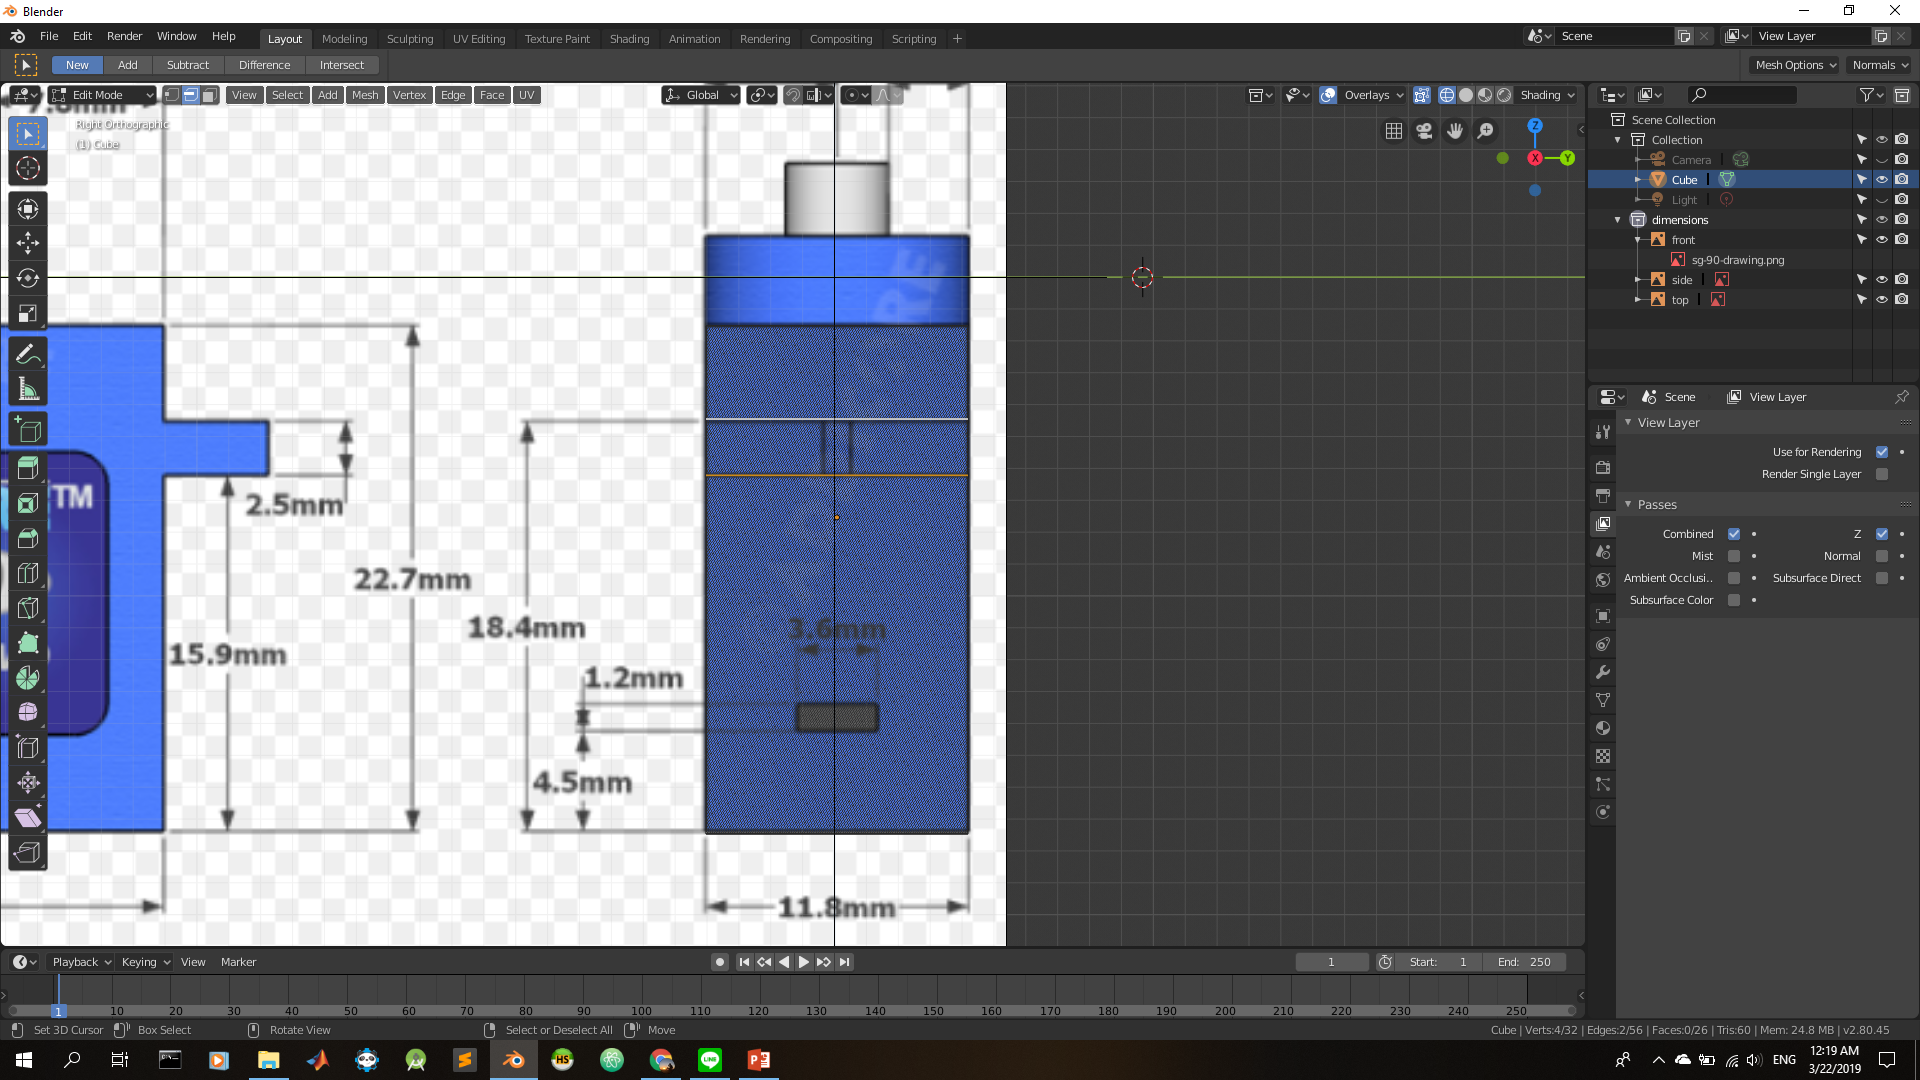 Blender
File Edit Render Window Help
Layout Modeling Sculpting UV Editing Texture Paint Shading Animation Rendering Compositing Scripting +
Scene
View Layer
New Add Subtract Difference Intersect
Mesh Options Normals
Edit Mode View Select Add Mesh Vertex Edge Face UV
Global
Overlays Shading
Right Orthographic
(1) Cube
Z
X
Y
Scene Collection
Collection
Camera
Cube
Light
dimensions
front
sg-90-drawing.png
side
top
TM
2.5mm
22.7mm
18.4mm
15.9mm
3.6mm
1.2mm
4.5mm
11.8mm
Scene View Layer
View Layer
Use for Rendering
Render Single Layer
Passes
Combined Z
Mist Normal
Ambient Occlusi.. Subsurface Direct
Subsurface Color
Playback Keying View Marker
1 Start: 1 End: 250
1 10 20 30 40 50 60 70 80 90 100 110 120 130 140 150 160 170 180 190 200 210 220 230 240 250
Set 3D Cursor Box Select Rotate View Select or Deselect All Move
Cube | Verts:4/32 | Edges:2/56 | Faces:0/26 | Tris:60 | Mem: 24.8 MB | v2.80.45
HS
LINE
ENG
12:19 AM
3/22/2019